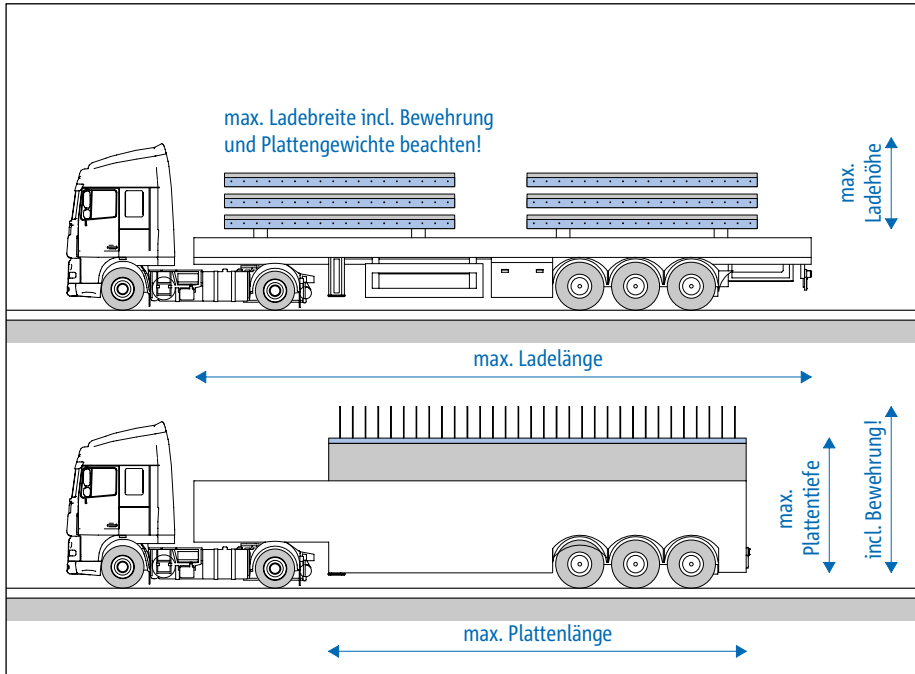 max. Ladebreite incl. Bewehrung
und Plattengewichte beachten!
max.
Ladehöhe
max. Ladelänge
max.
Plattentiefe
incl. Bewehrung!
max. Plattenlänge